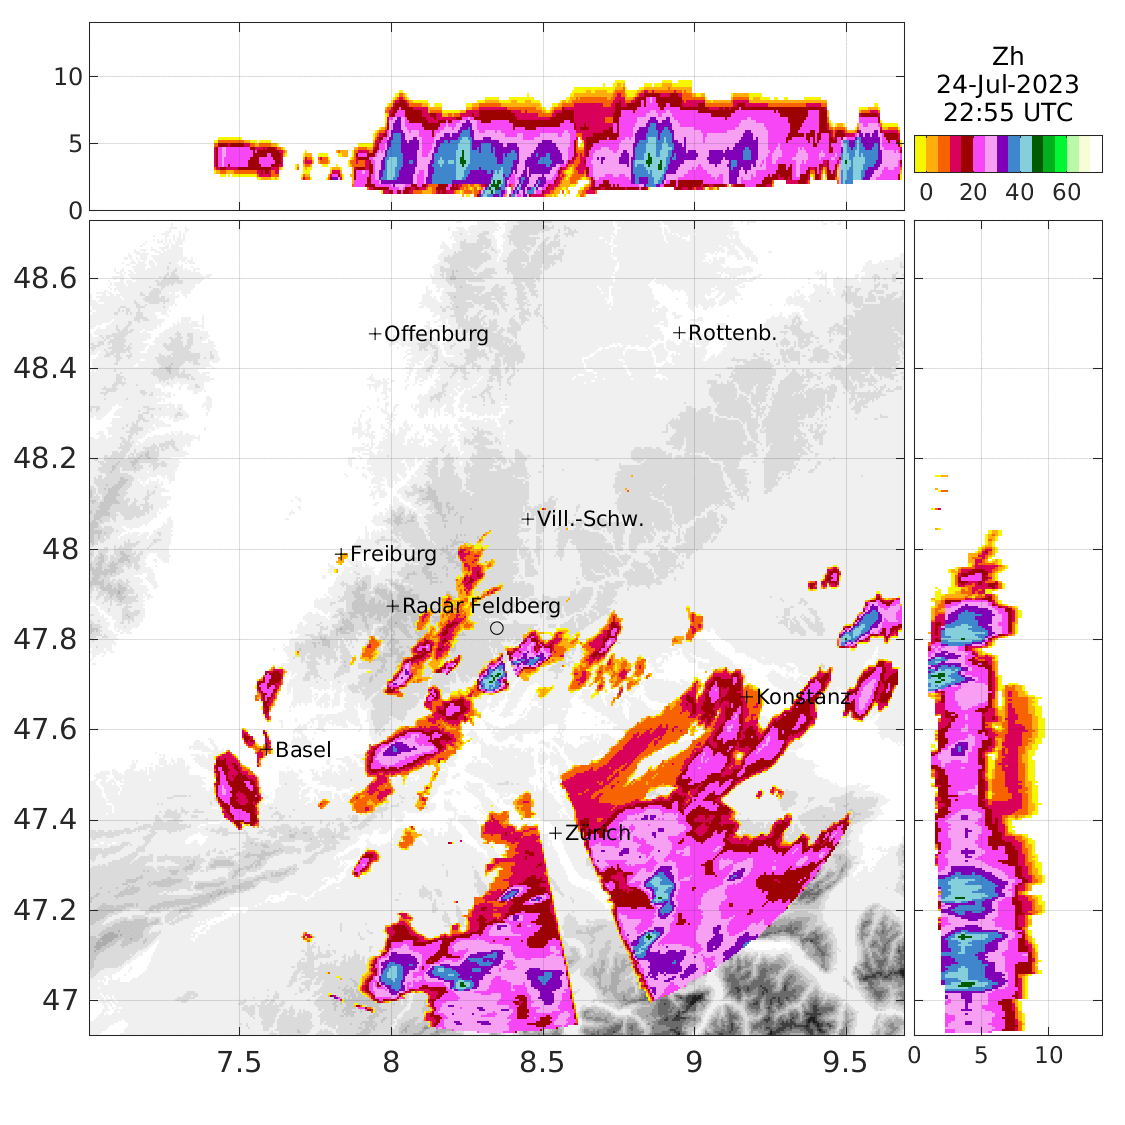 10
5
0
Zh
24-Jul-2023
22:55 UTC
0 20 40 60
48.6
48.4
48.2
48
47.8
47.6
47.4
47.2
47
+Offenburg
+Rottenb.
+Vill.-Schw.
+Freiburg
+Radar Feldberg
+Konstanz
+Basel
+Zürich
7.5 8 8.5 9 9.5
0 5 10